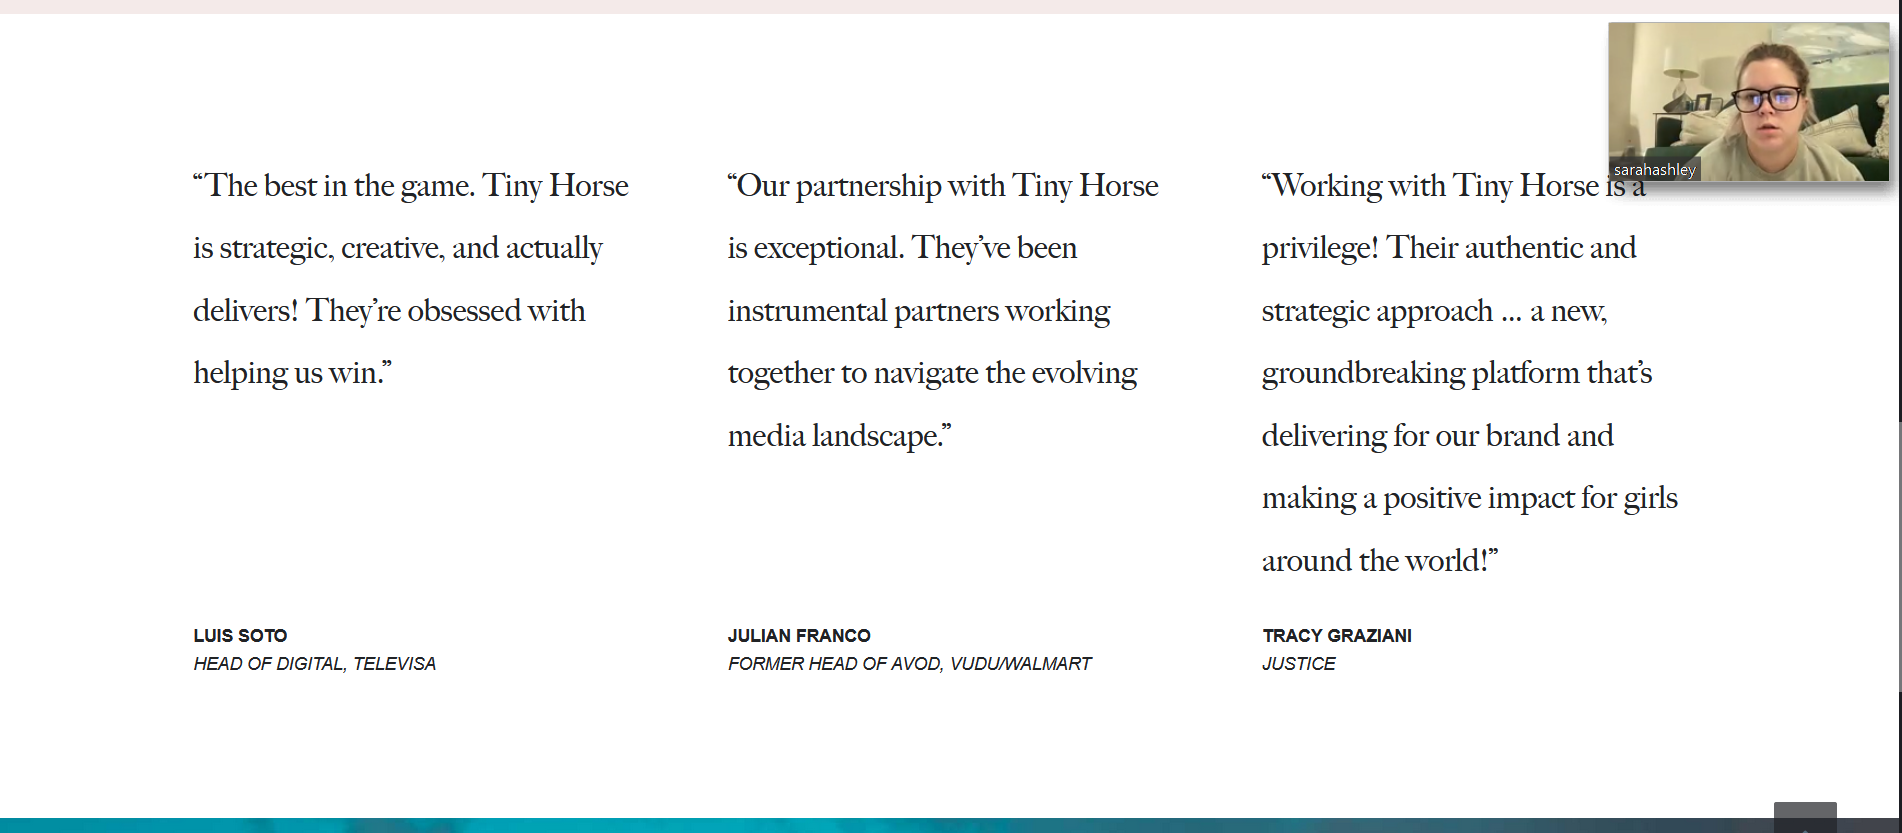 “The best in the game. Tiny Horse
is strategic, creative, and actually
delivers! They’re obsessed with
helping us win.”
LUIS SOTO
HEAD OF DIGITAL, TELEVISA
“Our partnership with Tiny Horse
is exceptional. They’ve been
instrumental partners working
together to navigate the evolving
media landscape.”
JULIAN FRANCO
FORMER HEAD OF AVOD, VUDU/WALMART
“Working with Tiny Horse is a
privilege! Their authentic and
strategic approach ... a new,
groundbreaking platform that’s
delivering for our brand and
making a positive impact for girls
around the world!”
TRACY GRAZIANI
JUSTICE
sarahashley